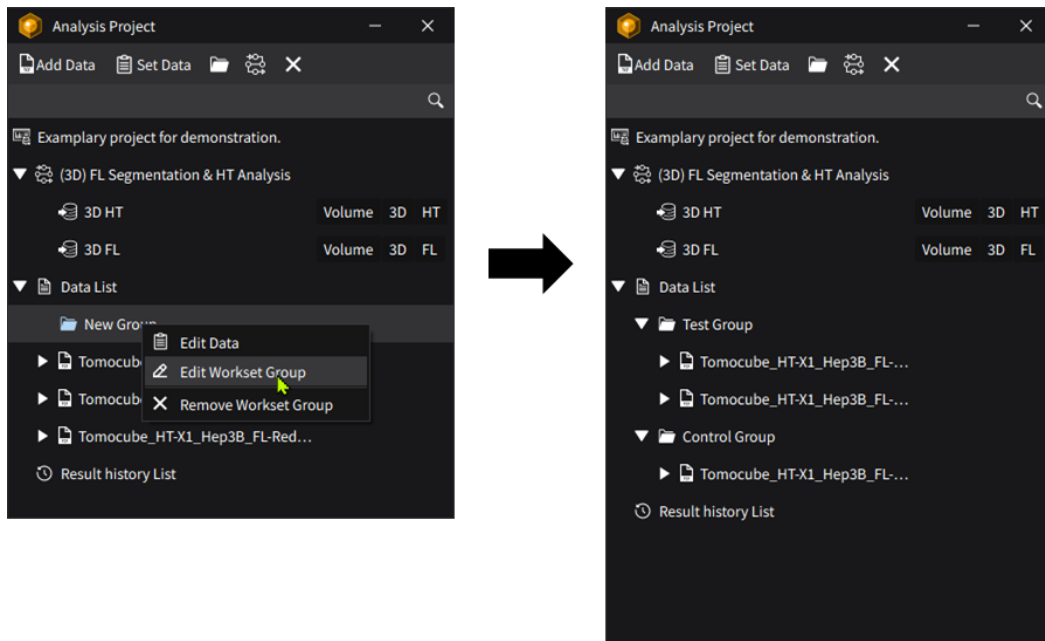 Analysis Project
Add Data Set Data
Examplary project for demonstration.
(3D) FL Segmentation & HT Analysis
3D HT Volume 3D HT
3D FL Volume 3D FL
Data List
New Group
Edit Data
Tomocub
Edit Workset Group
Tomocub
Remove Workset Group
Tomocube_HT-X1_Hep3B_FL-Red...
Result history List
Analysis Project
Add Data Set Data
Examplary project for demonstration.
(3D) FL Segmentation & HT Analysis
3D HT Volume 3D HT
3D FL Volume 3D FL
Data List
Test Group
Tomocube_HT-X1_Hep3B_FL-...
Tomocube_HT-X1_Hep3B_FL-...
Control Group
Tomocube_HT-X1_Hep3B_FL-...
Result history List